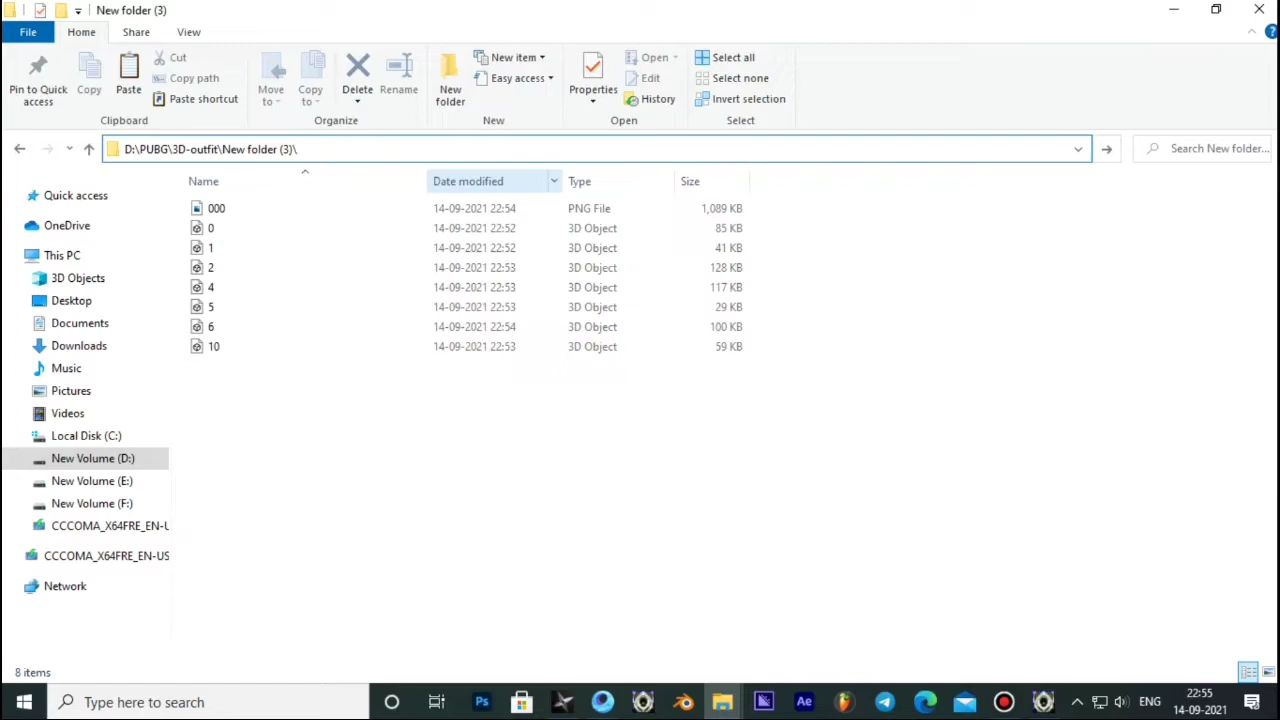 New folder (3)
File Home Share View
Pin to Quick access
Copy
Paste
Cut
Copy path
Paste shortcut
Clipboard
Move to
Copy to
Delete
Rename
Organize
New folder
New item
Easy access
New
Properties
Open
Edit
History
Open
Select all
Select none
Invert selection
Select
D:\PUBG\3D-outfit\New folder (3)\
Search New folder...
Name Date modified Type Size
000 14-09-2021 22:54 PNG File 1,089 KB
0 14-09-2021 22:52 3D Object 85 KB
1 14-09-2021 22:52 3D Object 41 KB
2 14-09-2021 22:53 3D Object 128 KB
4 14-09-2021 22:53 3D Object 117 KB
5 14-09-2021 22:53 3D Object 29 KB
6 14-09-2021 22:54 3D Object 100 KB
10 14-09-2021 22:53 3D Object 59 KB
Quick access
OneDrive
This PC
3D Objects
Desktop
Documents
Downloads
Music
Pictures
Videos
Local Disk (C:)
New Volume (D:)
New Volume (E:)
New Volume (F:)
CCCOMA_X64FRE_EN-U
CCCOMA_X64FRE_EN-US
Network
8 items
Type here to search
Ps
Ae
ENG
22:55
14-09-2021